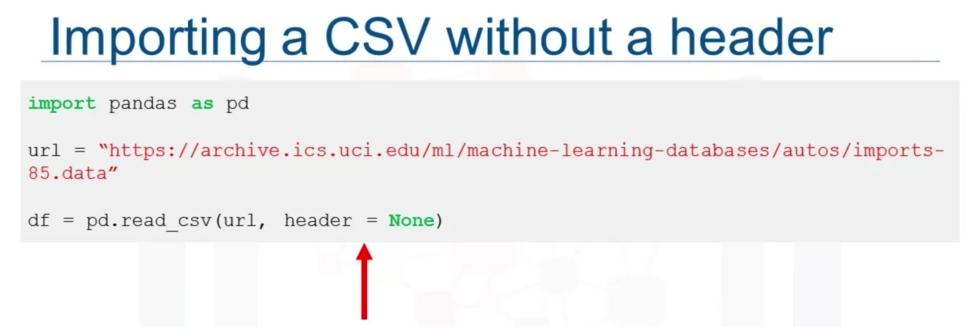 Importing a CSV without a header
import pandas as pd
url = “https://archive.ics.uci.edu/ml/machine-learning-databases/autos/imports-
85.data”
df = pd.read_csv(url, header = None)